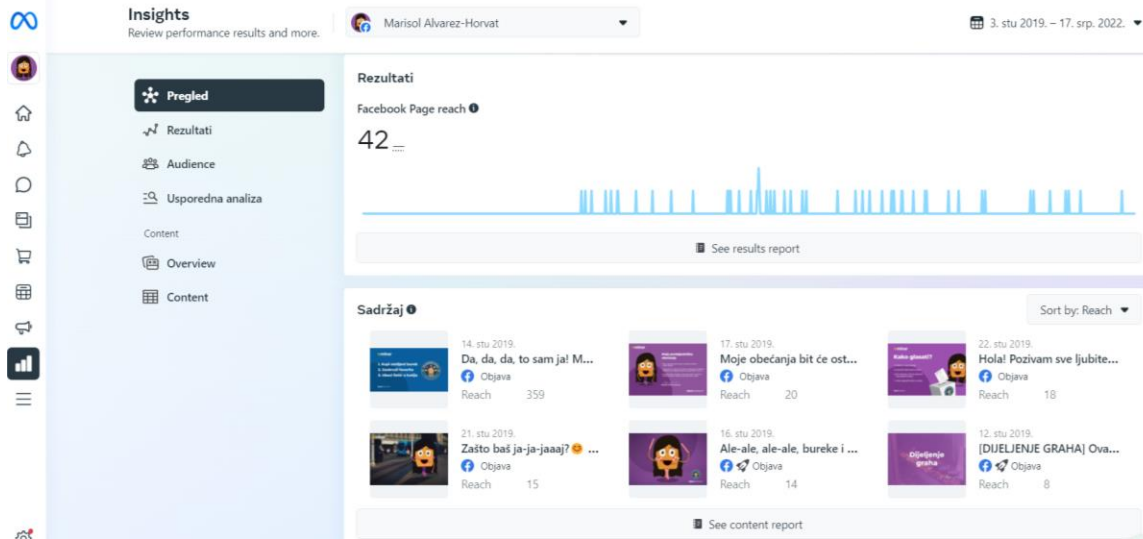 Insights
Review performance results and more.
Marisol Alvarez-Horvat
3. stu 2019. – 17. srp. 2022.
Pregled
Rezultati
Audience
Usporedna analiza
Content
Overview
Content
Rezultati
Facebook Page reach
42
See results report
Sadržaj
Sort by: Reach
14. stu 2019.
Da, da, da, to sam ja! M...
Objava
Reach 359
17. stu 2019.
Moje obećanja bit će ost...
Objava
Reach 20
Kako glasati?
22. stu 2019.
Hola! Pozivam sve ljubite...
Objava
Reach 18
21. stu 2019.
Zašto baš ja-ja-jaaaj? ...
Objava
Reach 15
16. stu 2019.
Ale-ale, ale-ale, bureke i ...
Objava
Reach 14
Dijeljenje
graha
12. stu 2019.
[DIJELJENJE GRAHA] Ova...
Objava
Reach 8
See content report